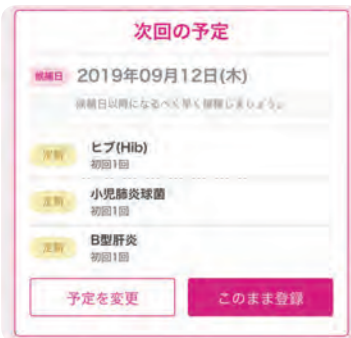 次回の予定
候補日 2019年09月12日(木)
候補日以降になるべく早く接種しましょう。
定期 ヒブ(Hib)
初回1回
定期 小児肺炎球菌
初回1回
定期 B型肝炎
初回1回
予定を変更 このまま登録